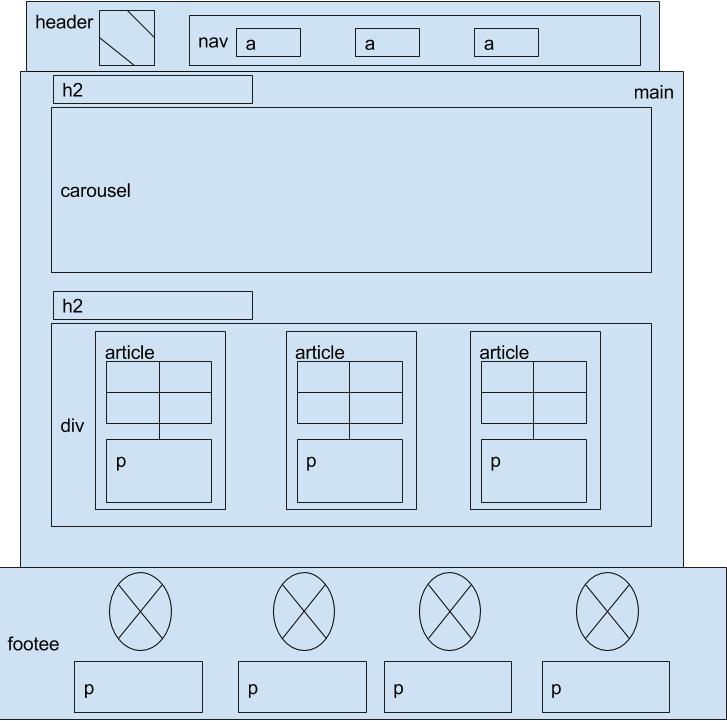 header
nav
a
a
a
h2
main
carousel
h2
article
article
article
div
p
p
p
footee
p
p
p
p